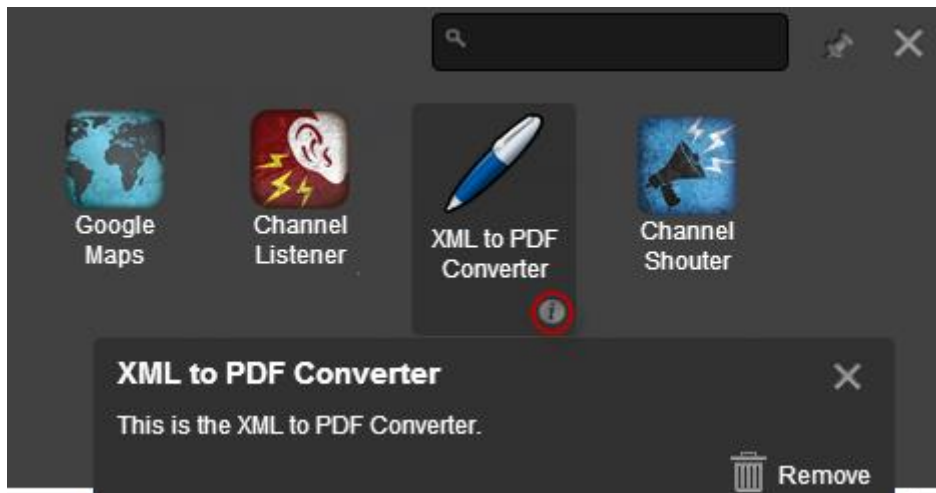 Google
Maps
Channel
Listener
XML to PDF
Converter
Channel
Shouter
i
XML to PDF Converter
This is the XML to PDF Converter.
Remove